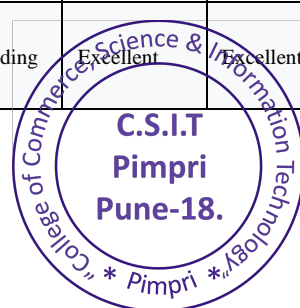 ding Excellent Excellent
"College of Commerce, Science & Information Technology"
C.S.I.T
Pimpri
Pune-18.
* Pimpri *